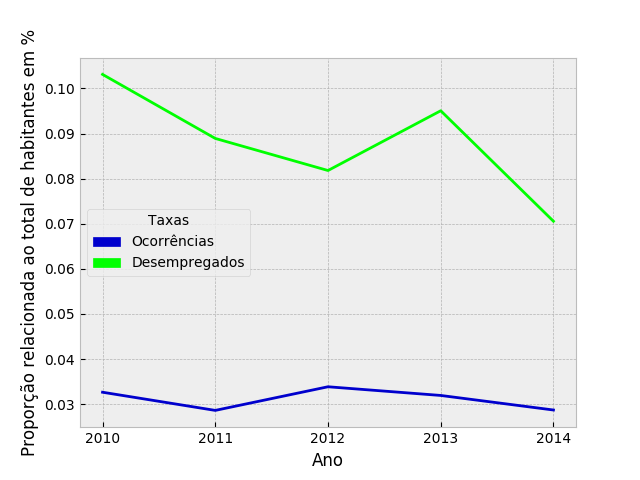 Proporção relacionada ao total de habitantes em %
0.10
0.09
0.08
0.07
0.06
0.05
0.04
0.03
Taxas
Ocorrências
Desempregados
2010 2011 2012 2013 2014
Ano